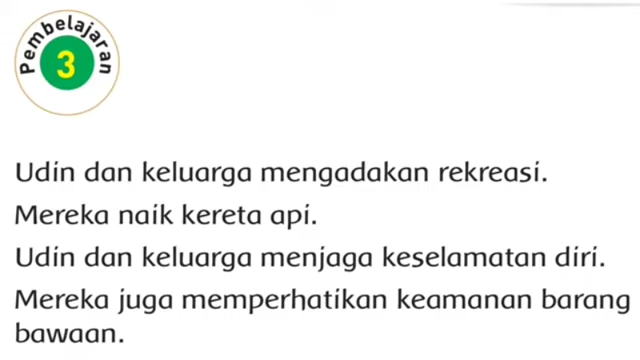 Pembelajaran
3
Udin dan keluarga mengadakan rekreasi.
Mereka naik kereta api.
Udin dan keluarga menjaga keselamatan diri.
Mereka juga memperhatikan keamanan barang
bawaan.